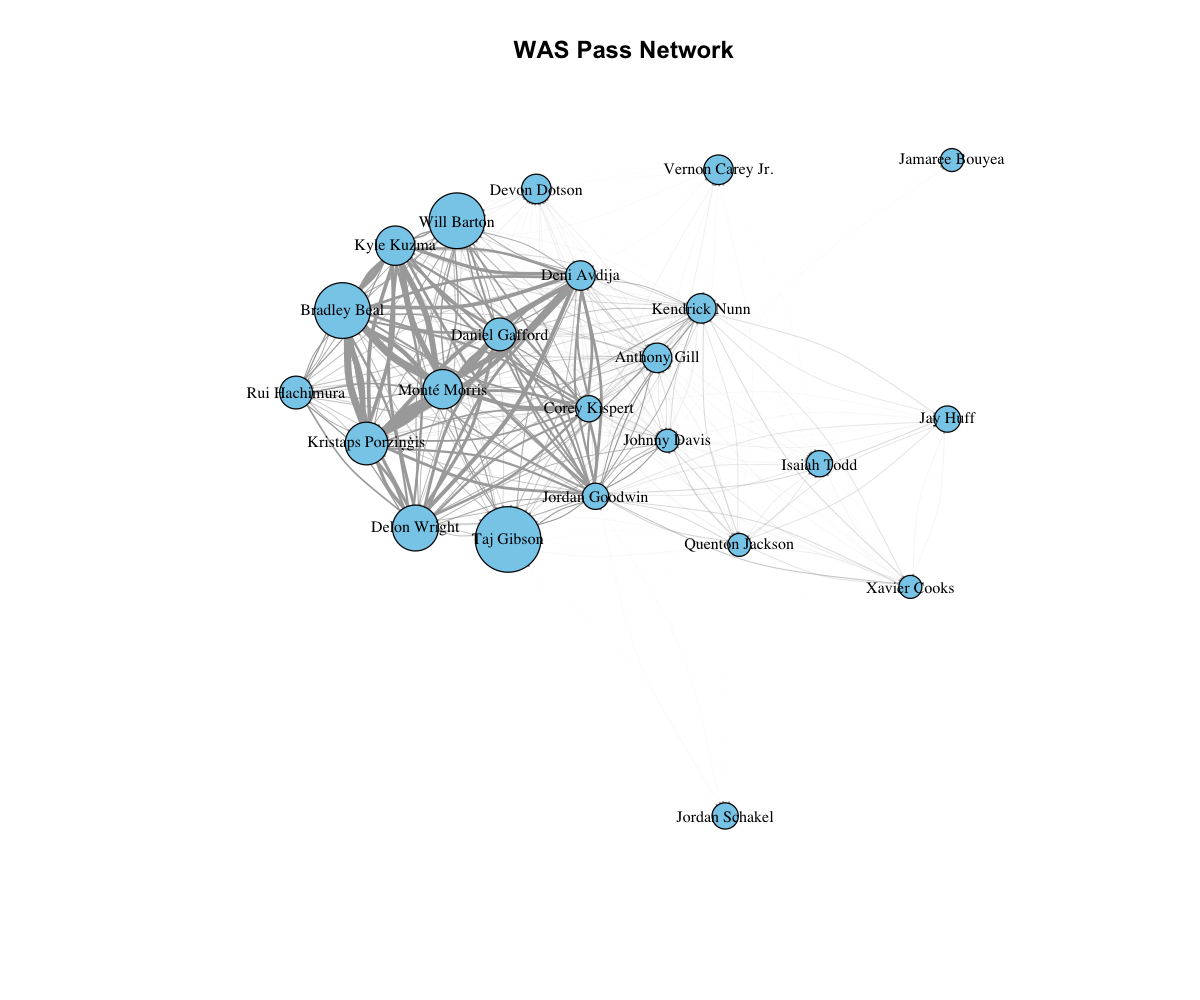 WAS Pass Network
Jamaree Bouyea
Vernon Carey Jr.
Devon Dotson
Will Barton
Kyle Kuzma
Deni Avdija
Bradley Beal
Kendrick Nunn
Daniel Gafford
Anthony Gill
Monté Morris
Rui Hachimura
Corey Kispert
Jay Huff
Johnny Davis
Kristaps Porziņģis
Isaiah Todd
Jordan Goodwin
Delon Wright
Taj Gibson
Quenton Jackson
Xavier Cooks
Jordan Schakel